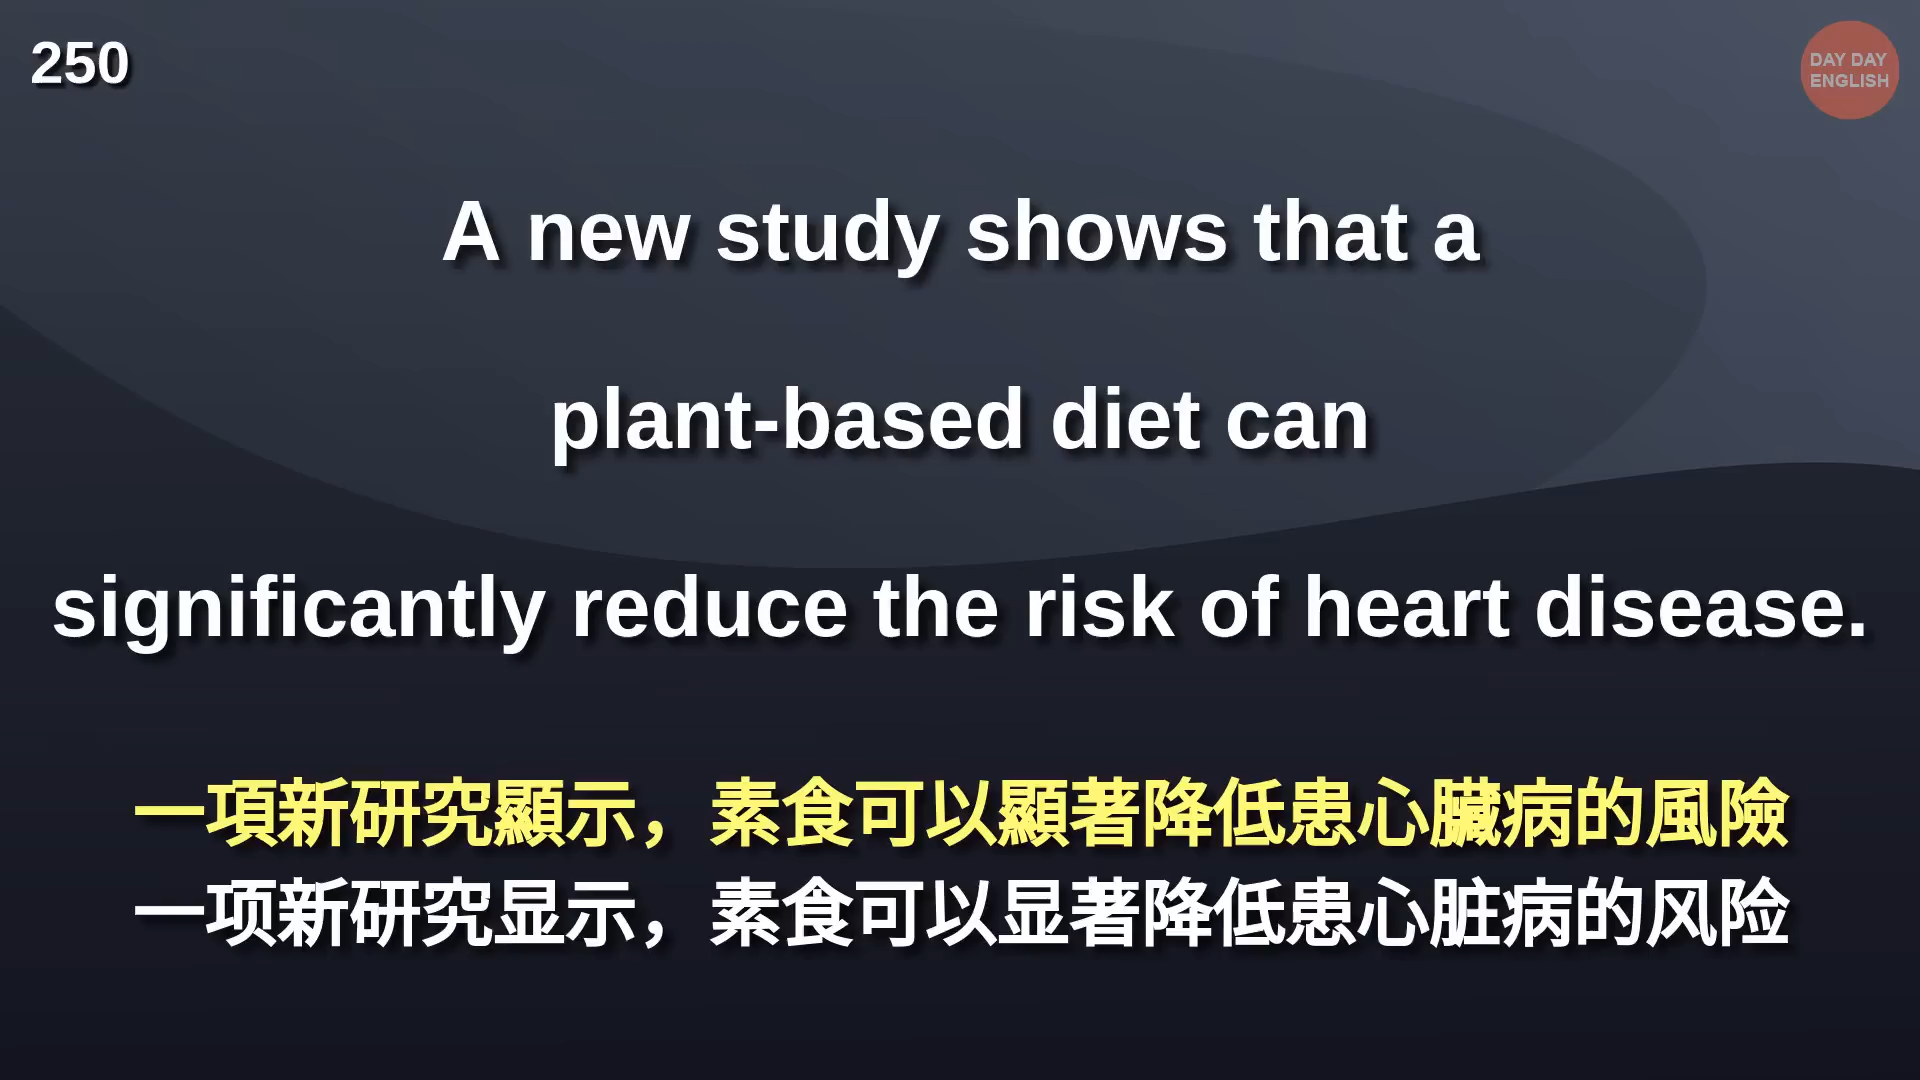 250
DAY DAY
ENGLISH
A new study shows that a
plant-based diet can
significantly reduce the risk of heart disease.
一項新研究顯示，素食可以顯著降低患心臟病的風險
一项新研究显示，素食可以显著降低患心脏病的风险